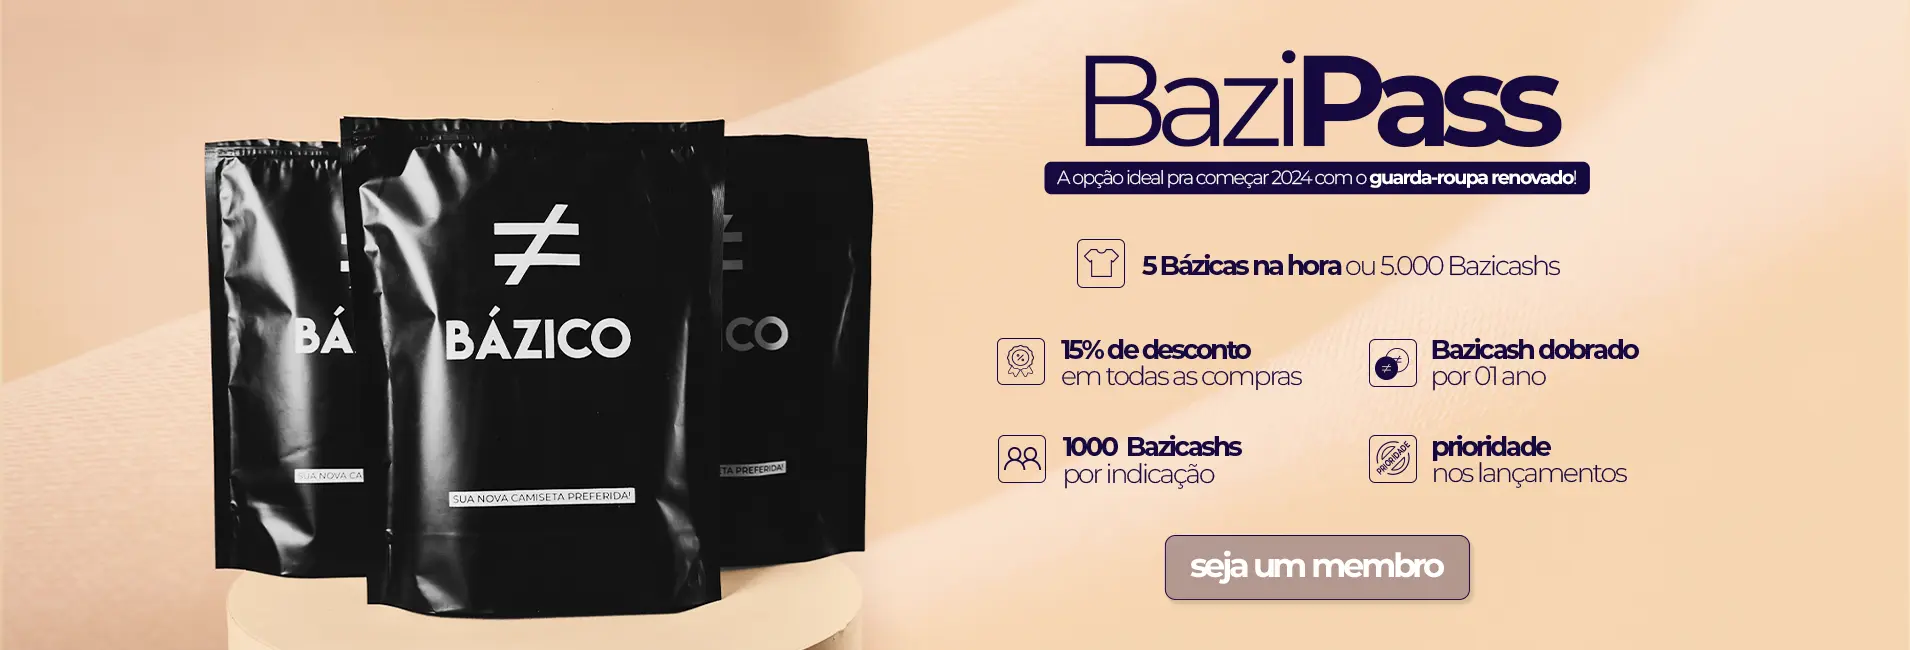 BaziPass
A opção ideal pra começar 2024 com o guarda-roupa renovado!
5 Bázicas na hora ou 5.000 Bazicashs
15% de desconto
em todas as compras
Bazicash dobrado
por 01 ano
1000 Bazicashs
por indicação
PRIORIDADE
prioridade
nos lançamentos
seja um membro
≠
BÁZICO
SUA NOVA CAMISETA PREFERIDA!
BÁ
SUA NOVA CA
CO
TA PREFERIDA!